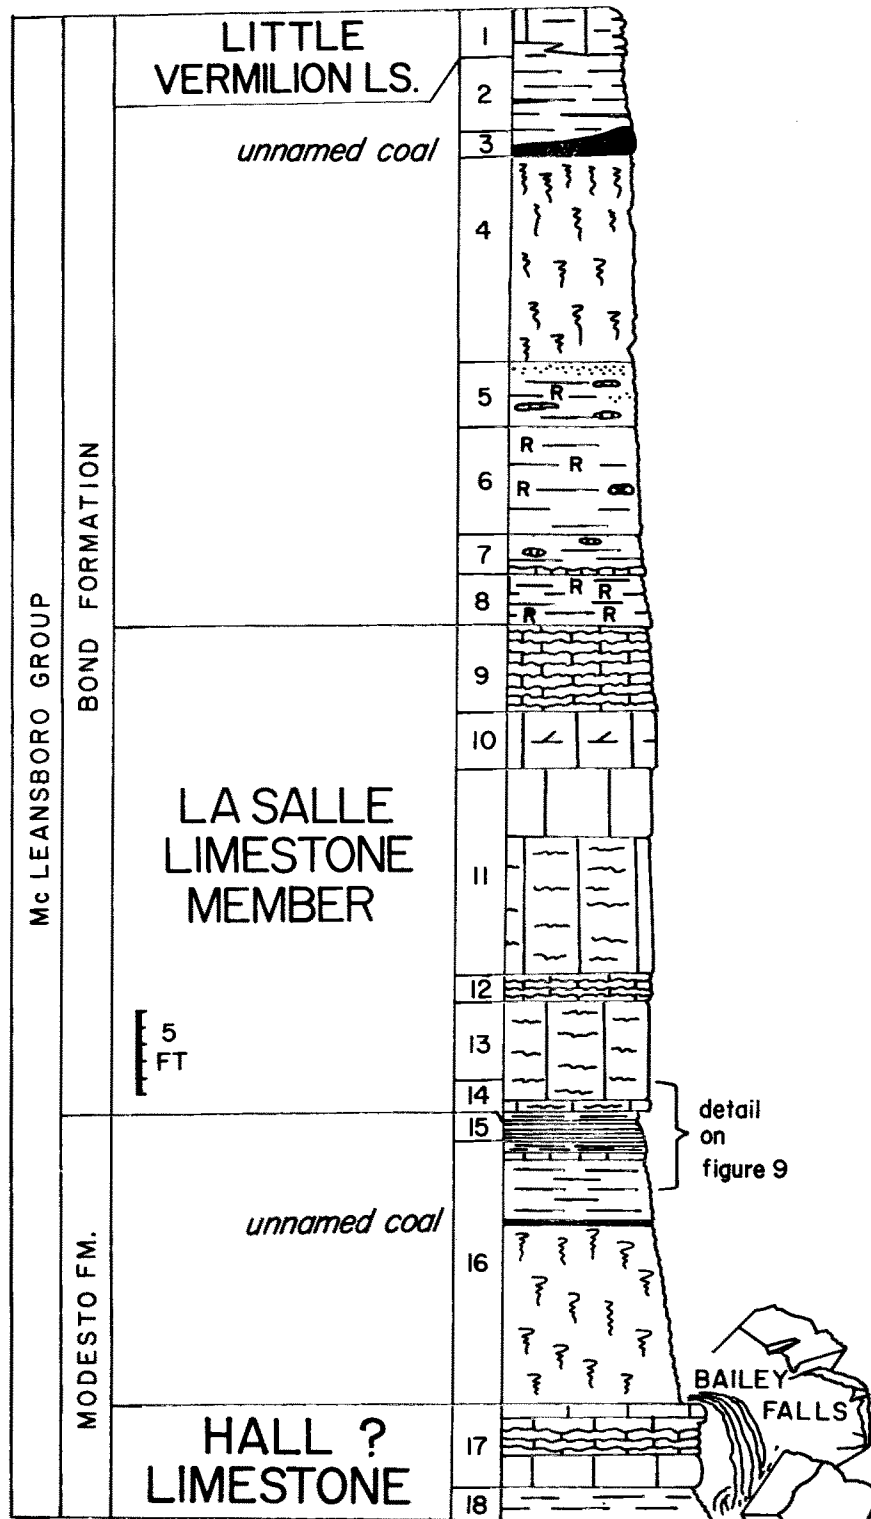 LITTLE
VERMILION LS.
unnamed coal
Mc LEANSBORO GROUP
BOND FORMATION
MODESTO FM.
LA SALLE
LIMESTONE
MEMBER
5
FT
unnamed coal
HALL ?
LIMESTONE
1
2
3
4
5
6
7
8
9
10
11
12
13
14
15
16
17
18
R
R
R
R
R
R
R
R
detail
on
figure 9
BAILEY
FALLS